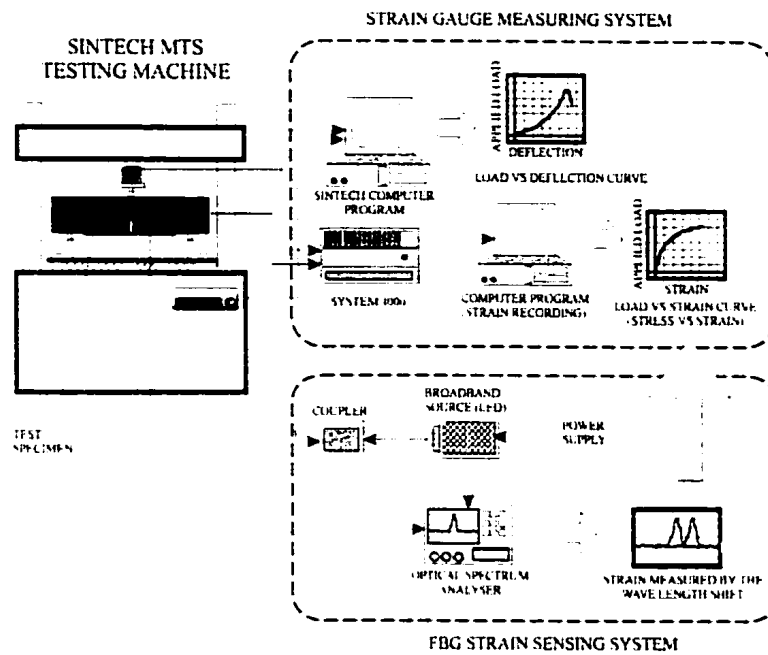 STRAIN GAUGE MEASURING SYSTEM
SINTECH MTS
TESTING MACHINE
APPLIED LOAD
DEFLECTION
LOAD VS DEFLECTION CURVE
SINTECH COMPUTER
PROGRAM
SYSTEM
COMPUTER PROGRAM
(STRAIN RECORDING)
APPLIED LOAD
STRAIN
LOAD VS STRAIN CURVE
(STRESS VS STRAIN)
TEST
SPECIMEN
COUPLER
BROADBAND
SOURCE (LED)
POWER
SUPPLY
OPTICAL SPECTRUM
ANALYSER
STRAIN MEASURED BY THE
WAVE LENGTH SHIFT
FBG STRAIN SENSING SYSTEM